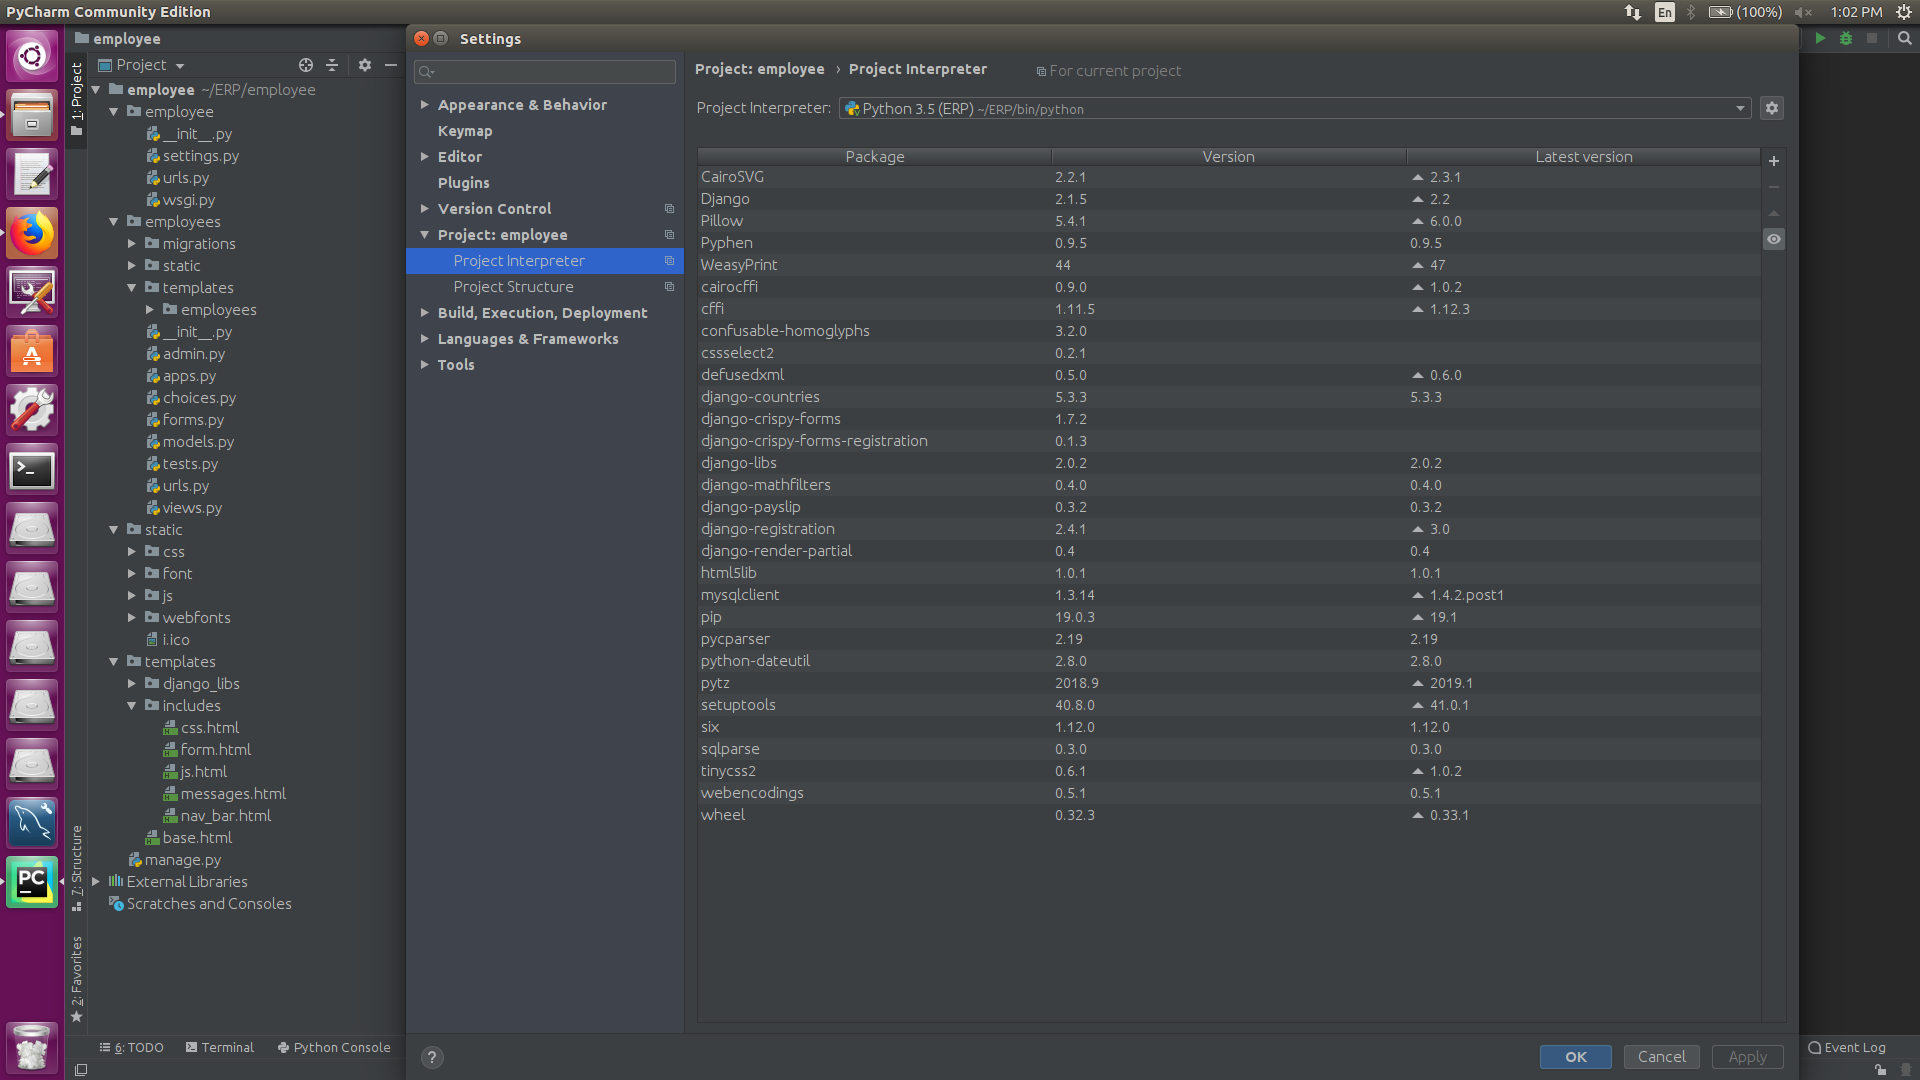 PyCharm Community Edition
En
(100%)
1:02 PM
employee
Settings
1: Project
Project
employee ~/ERP/employee
employee
__init__.py
settings.py
urls.py
wsgi.py
employees
migrations
static
templates
employees
__init__.py
admin.py
apps.py
choices.py
forms.py
models.py
tests.py
urls.py
views.py
static
css
font
js
webfonts
i.ico
templates
django_libs
includes
css.html
form.html
js.html
messages.html
nav_bar.html
base.html
manage.py
External Libraries
Scratches and Consoles
7: Structure
2: Favorites
PC
Appearance & Behavior
Keymap
Editor
Plugins
Version Control
Project: employee
Project Interpreter
Project Structure
Build, Execution, Deployment
Languages & Frameworks
Tools
Project: employee › Project Interpreter
For current project
Project Interpreter: Python 3.5 (ERP) ~/ERP/bin/python
Package Version Latest version
CairoSVG 2.2.1 2.3.1
Django 2.1.5 2.2
Pillow 5.4.1 6.0.0
Pyphen 0.9.5 0.9.5
WeasyPrint 44 47
cairocffi 0.9.0 1.0.2
cffi 1.11.5 1.12.3
confusable-homoglyphs 3.2.0
cssselect2 0.2.1
defusedxml 0.5.0 0.6.0
django-countries 5.3.3 5.3.3
django-crispy-forms 1.7.2
django-crispy-forms-registration 0.1.3
django-libs 2.0.2 2.0.2
django-mathfilters 0.4.0 0.4.0
django-payslip 0.3.2 0.3.2
django-registration 2.4.1 3.0
django-render-partial 0.4 0.4
html5lib 1.0.1 1.0.1
mysqlclient 1.3.14 1.4.2.post1
pip 19.0.3 19.1
pycparser 2.19 2.19
python-dateutil 2.8.0 2.8.0
pytz 2018.9 2019.1
setuptools 40.8.0 41.0.1
six 1.12.0 1.12.0
sqlparse 0.3.0 0.3.0
tinycss2 0.6.1 1.0.2
webencodings 0.5.1 0.5.1
wheel 0.32.3 0.33.1
6: TODO
Terminal
Python Console
?
OK
Cancel
Apply
Event Log